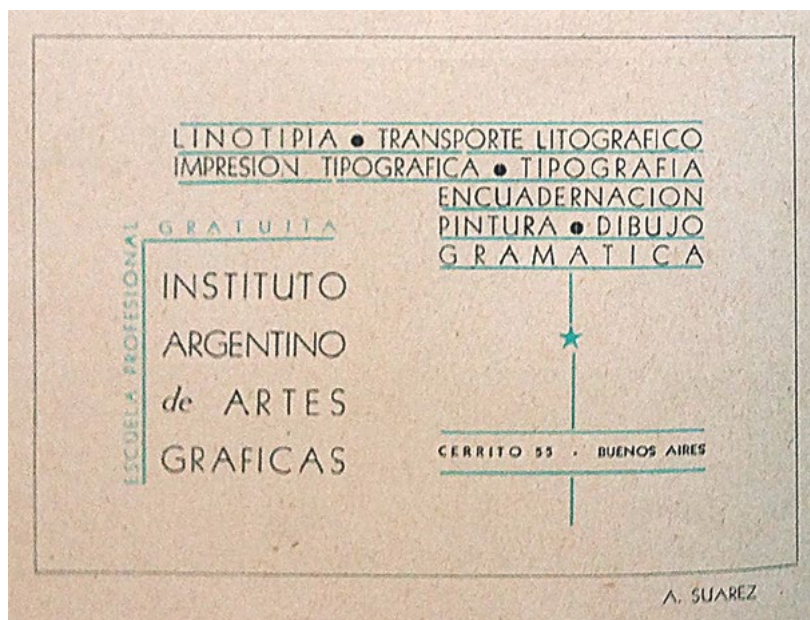 LINOTIPIA ● TRANSPORTE LITOGRAFICO
IMPRESION TIPOGRAFICA ● TIPOGRAFIA
ENCUADERNACION
PINTURA ● DIBUJO
GRAMATICA
ESCUELA PROFESIONAL
GRATUITA
INSTITUTO
ARGENTINO
de ARTES
GRAFICAS
CERRITO 55 . BUENOS AIRES
A. SUAREZ